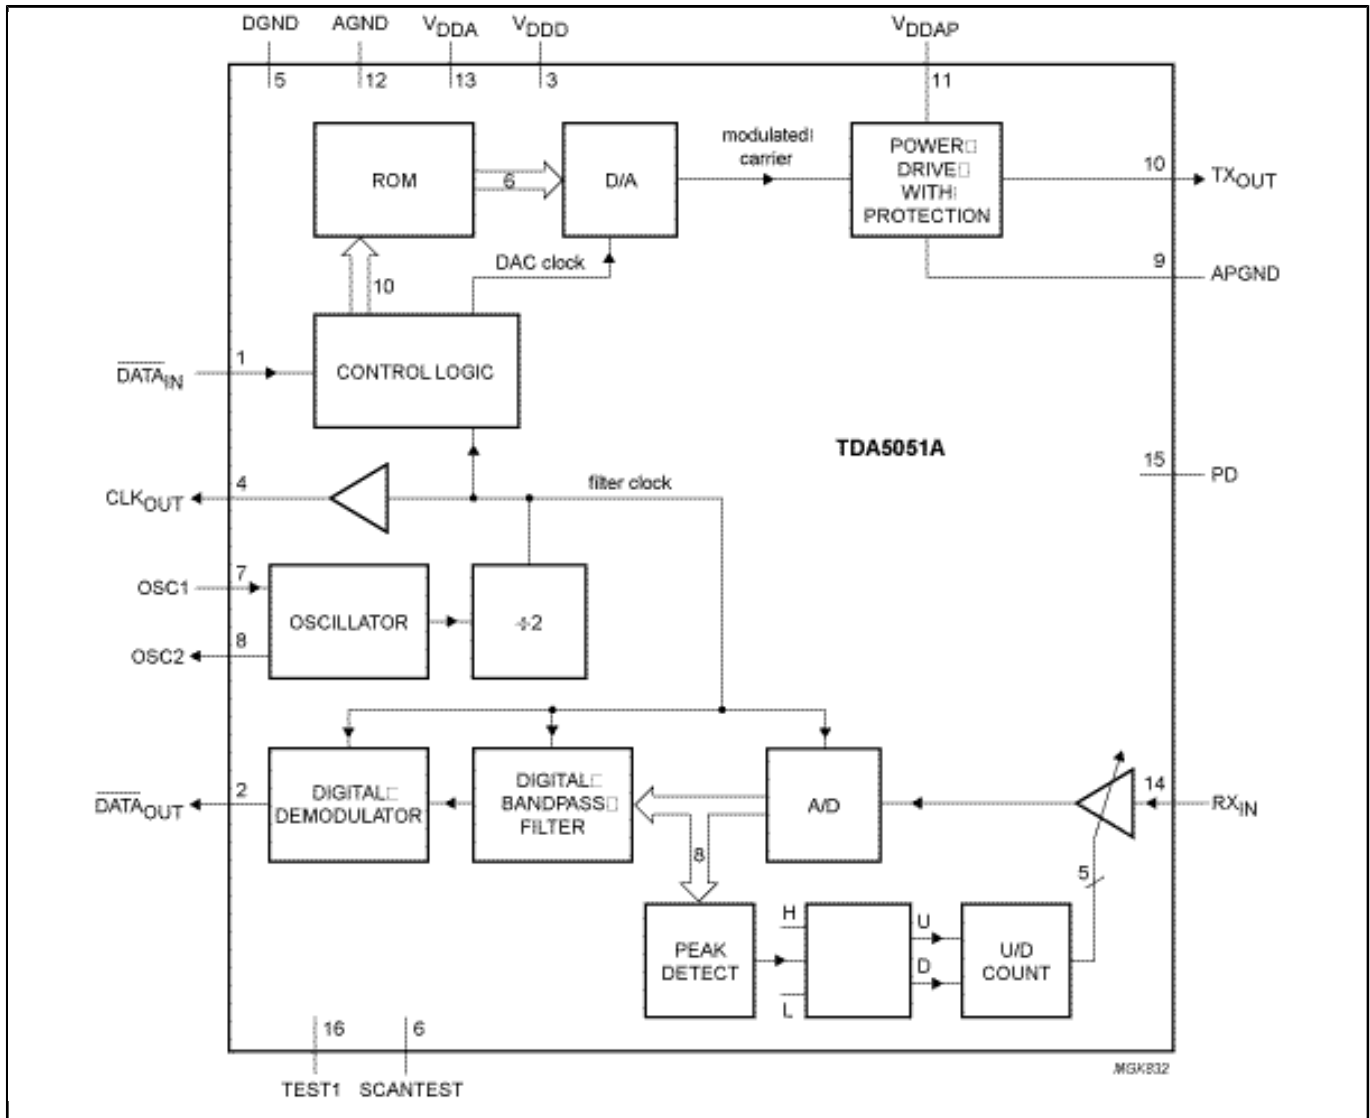 DGND AGND VDDA VDDD VDDAP
5 12 13 3 11
ROM
6
D/A
modulated
carrier
POWER
DRIVE
WITH
PROTECTION
10 TXOUT
DAC clock
9 APGND
10
DATAIN 1
CONTROL LOGIC
TDA5051A
15 PD
CLKOUT 4
filter clock
OSC1 7
OSCILLATOR
÷2
OSC2 8
DATAOUT 2
DIGITAL
DEMODULATOR
DIGITAL
BANDPASS
FILTER
A/D
14 RXIN
8
5
PEAK
DETECT
H
L
U
D
U/D
COUNT
16 6
TEST1 SCANTEST
MGK832